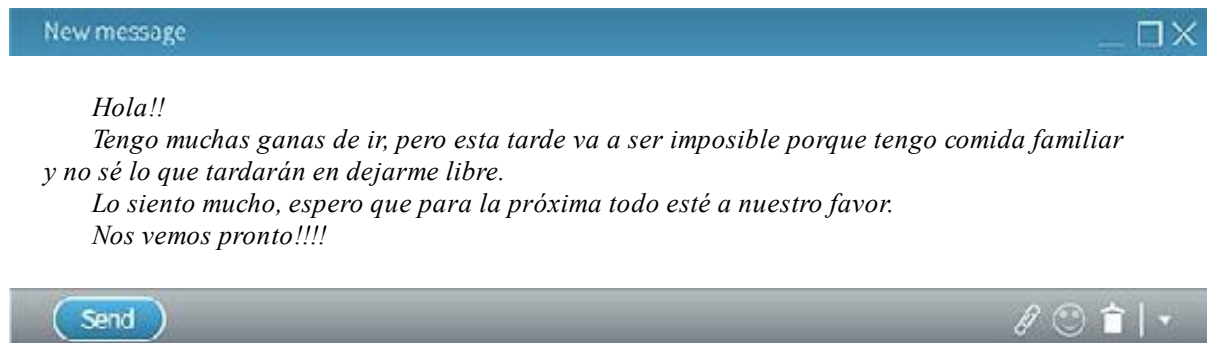 New message
Hola!!
Tengo muchas ganas de ir, pero esta tarde va a ser imposible porque tengo comida familiar
y no sé lo que tardarán en dejarme libre.
Lo siento mucho, espero que para la próxima todo esté a nuestro favor.
Nos vemos pronto!!!!
Send